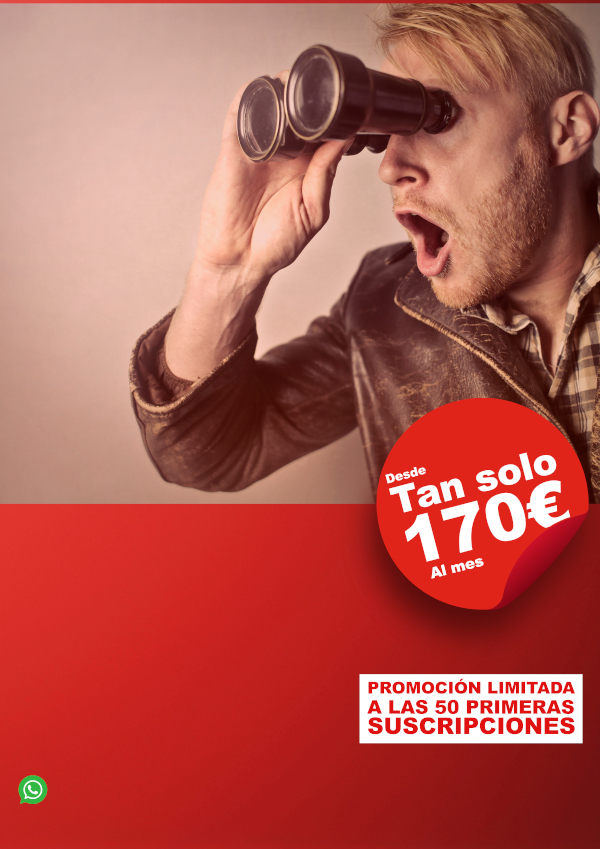 Desde
Tan solo
170€
Al mes
PROMOCIÓN LIMITADA
A LAS 50 PRIMERAS
SUSCRIPCIONES